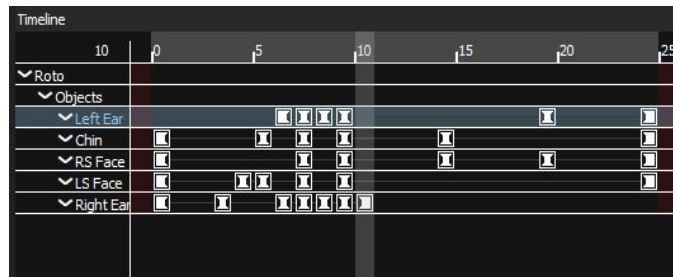 Timeline
10 0 5 10 15 20 25
Roto
Objects
Left Ear
Chin
RS Face
LS Face
Right Ear